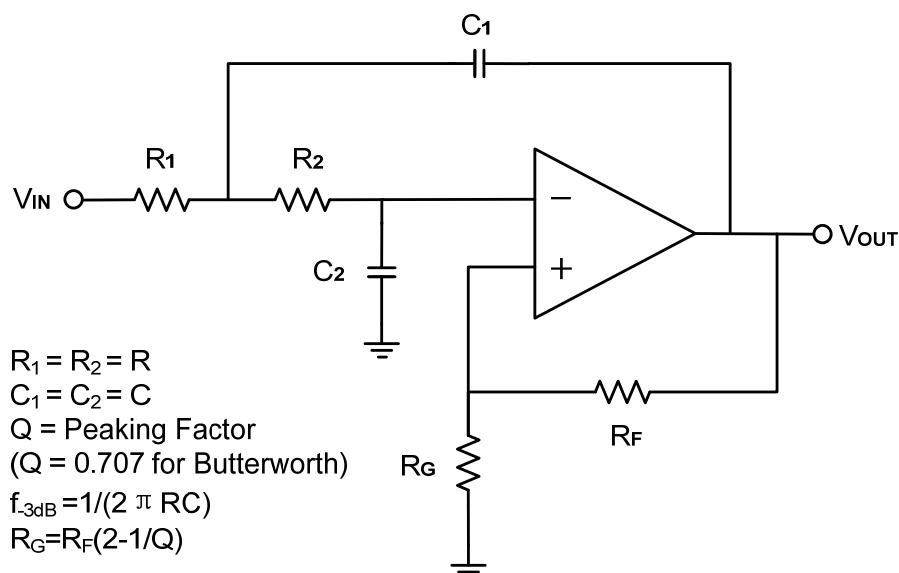 C1
R1
R2
VIN
−
+
C2
VOUT
RF
RG
R1 = R2 = R
C1 = C2 = C
Q = Peaking Factor
(Q = 0.707 for Butterworth)
f-3dB =1/(2 π RC)
RG=RF(2-1/Q)